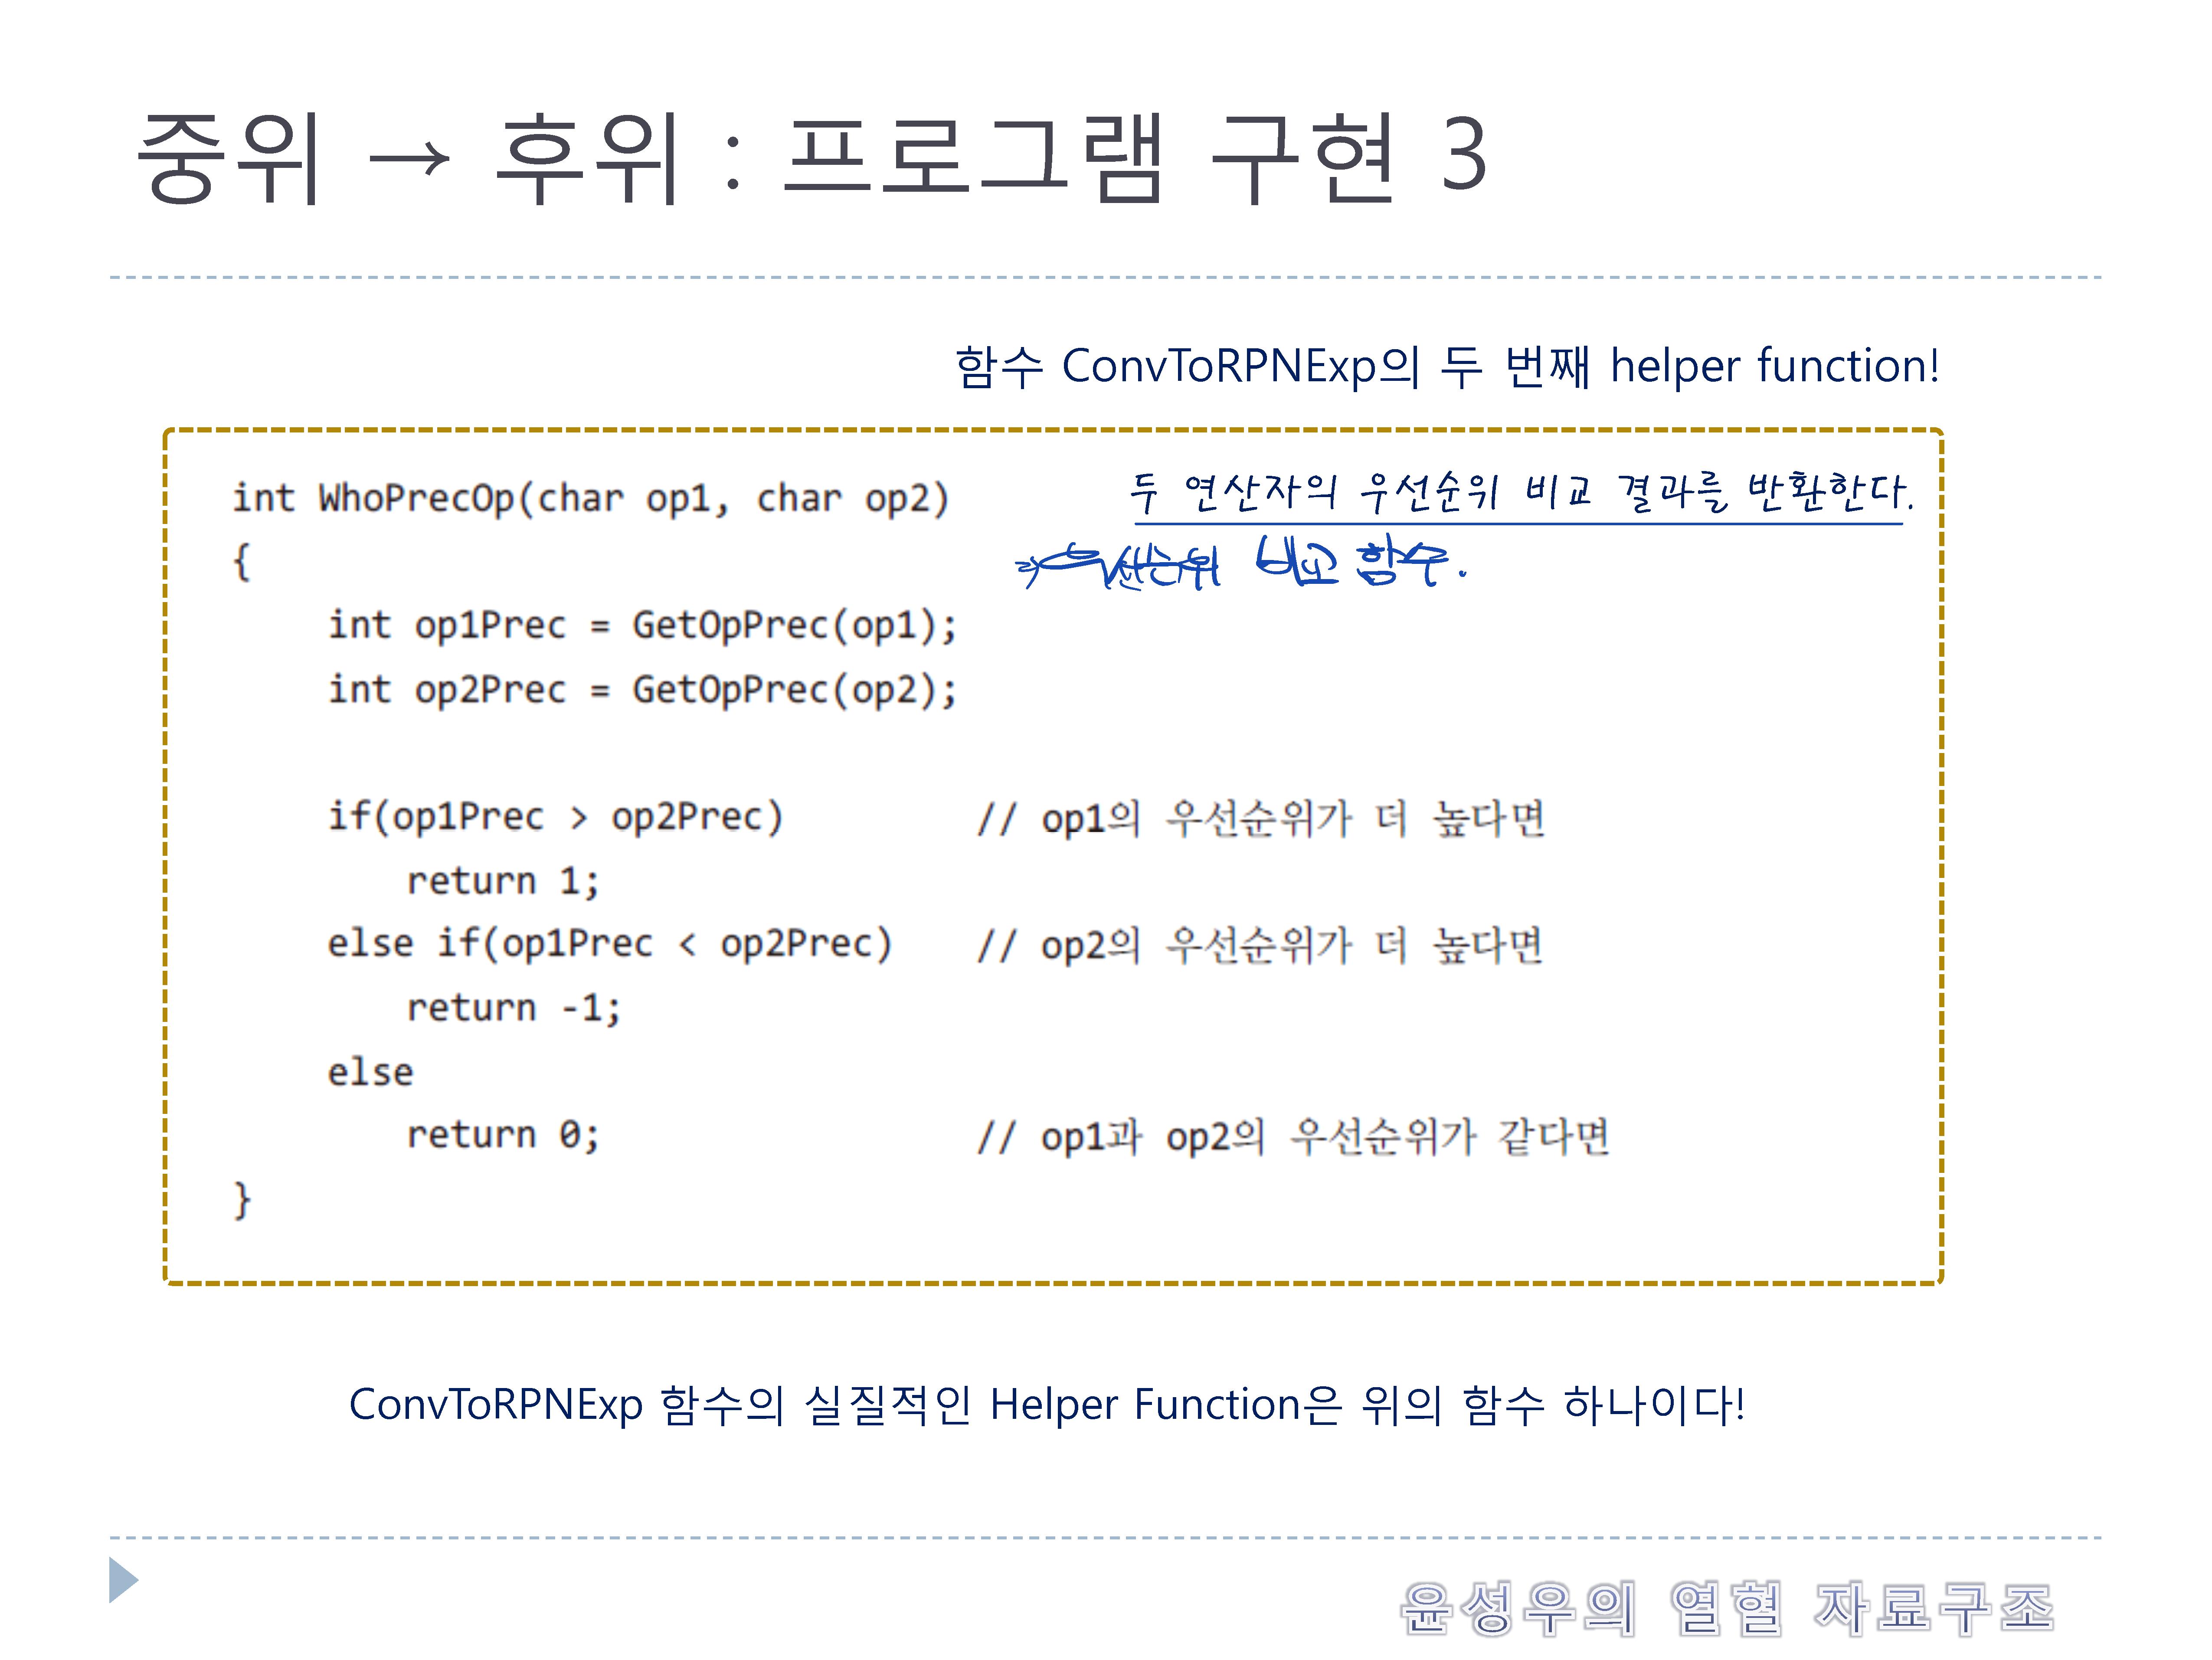 중위 → 후위 : 프로그램 구현 3
함수 ConvToRPNExp의 두 번째 helper function!
int WhoPrecOp(char op1, char op2)
두 연산자의 우선순위 비교 결과를 반환한다.
{
우선순위 비교 함수.
int op1Prec = GetOpPrec(op1);
int op2Prec = GetOpPrec(op2);
if(op1Prec > op2Prec) // op1의 우선순위가 더 높다면
return 1;
else if(op1Prec < op2Prec) // op2의 우선순위가 더 높다면
return -1;
else
return 0; // op1과 op2의 우선순위가 같다면
}
ConvToRPNExp 함수의 실질적인 Helper Function은 위의 함수 하나이다!
윤성우의 열혈 자료구조